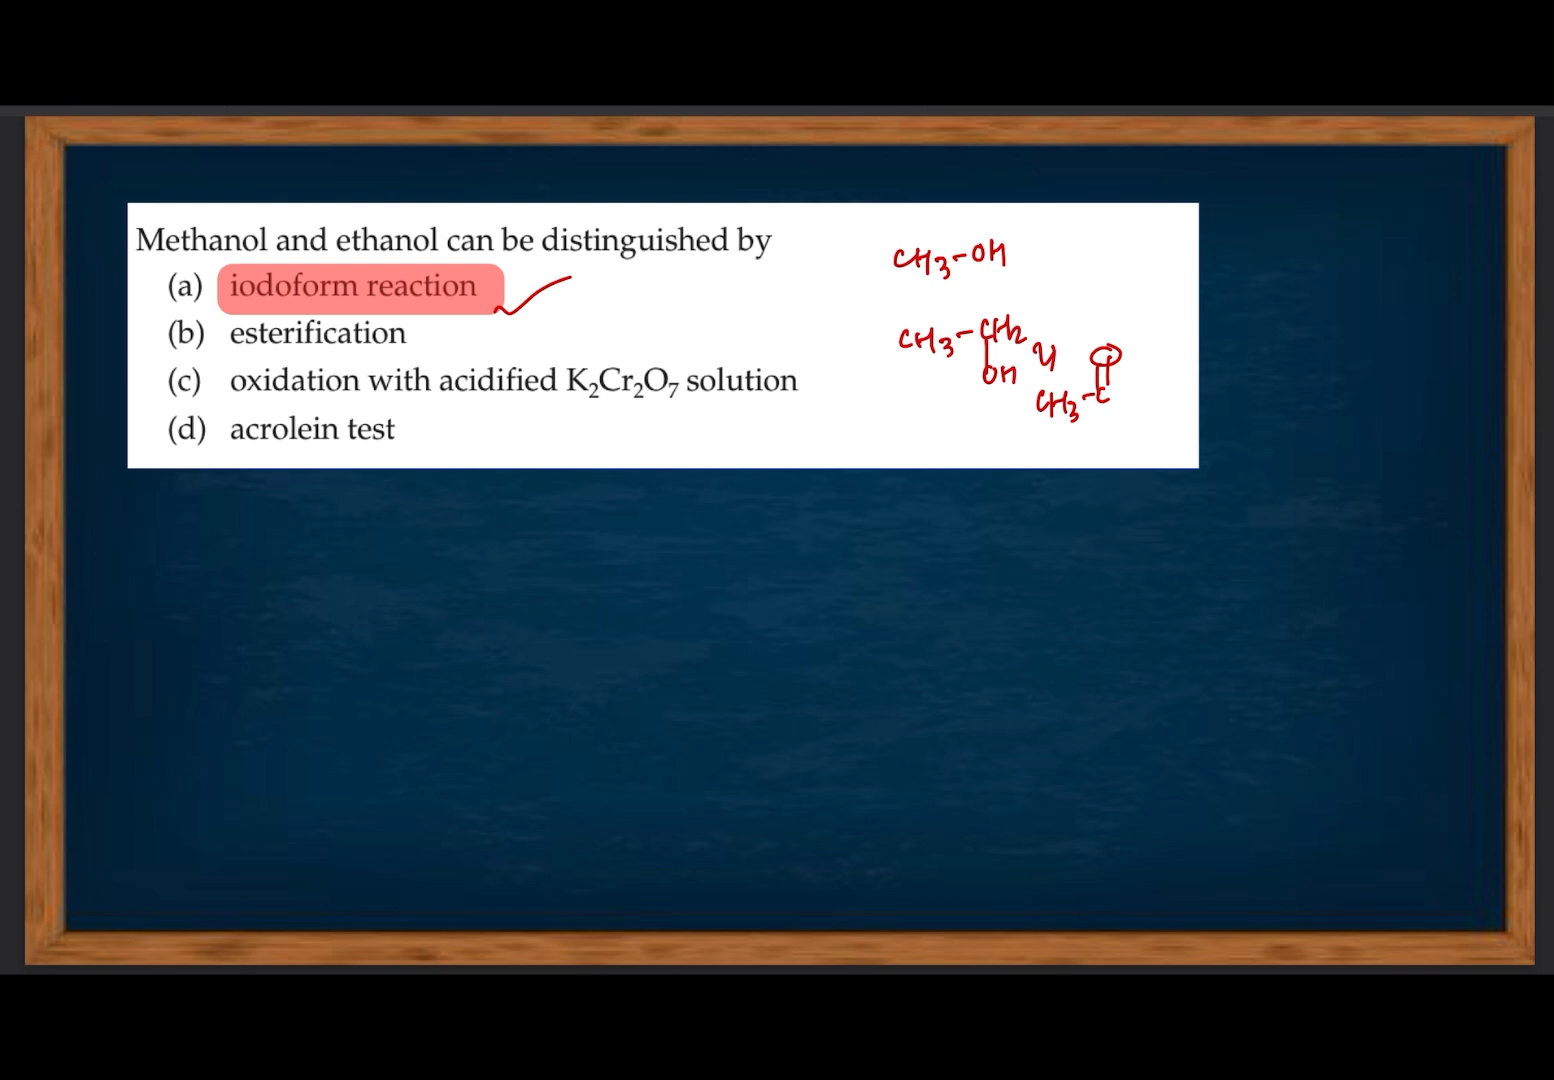 Methanol and ethanol can be distinguished by
(a) iodoform reaction
(b) esterification
(c) oxidation with acidified K₂Cr₂O₇ solution
(d) acrolein test
CH3-OH
CH3-CH2
OH
CH3-C
O